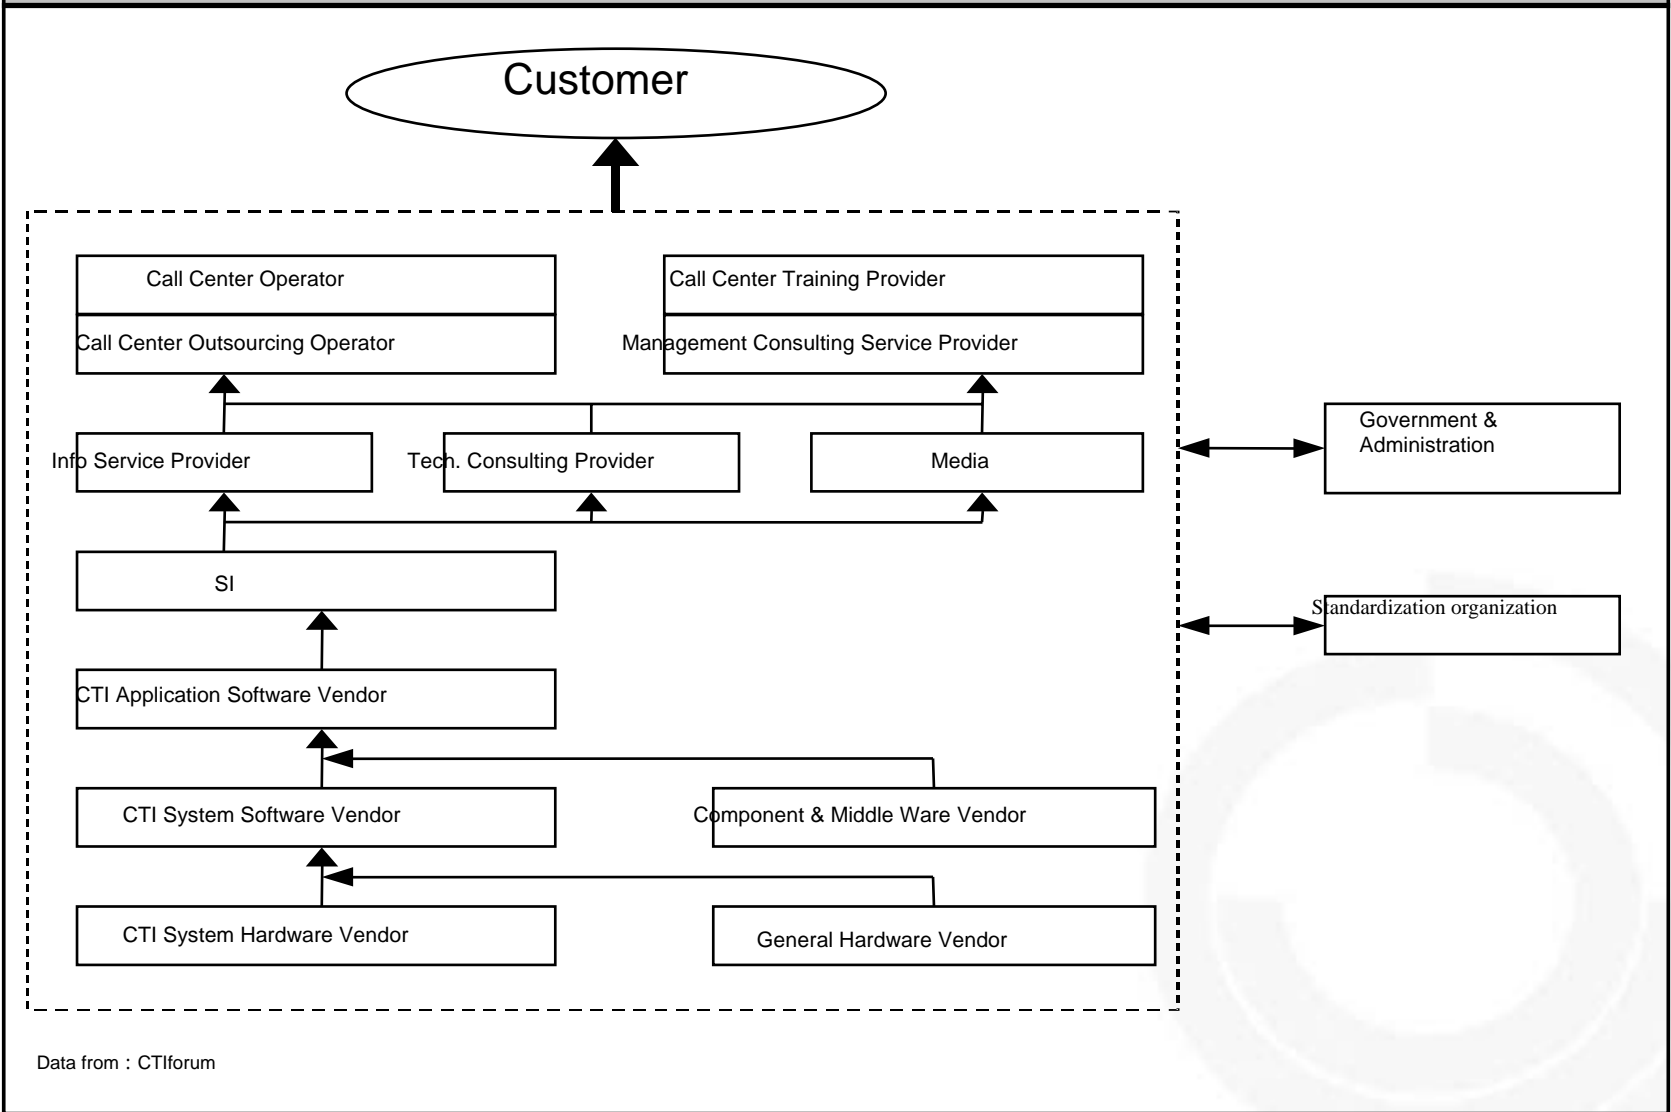 Customer
Call Center Operator
Call Center Training Provider
Call Center Outsourcing Operator
Management Consulting Service Provider
Government &
Administration
Info Service Provider
Tech. Consulting Provider
Media
SI
Standardization organization
CTI Application Software Vendor
CTI System Software Vendor
Component & Middle Ware Vendor
CTI System Hardware Vendor
General Hardware Vendor
Data from：CTIforum